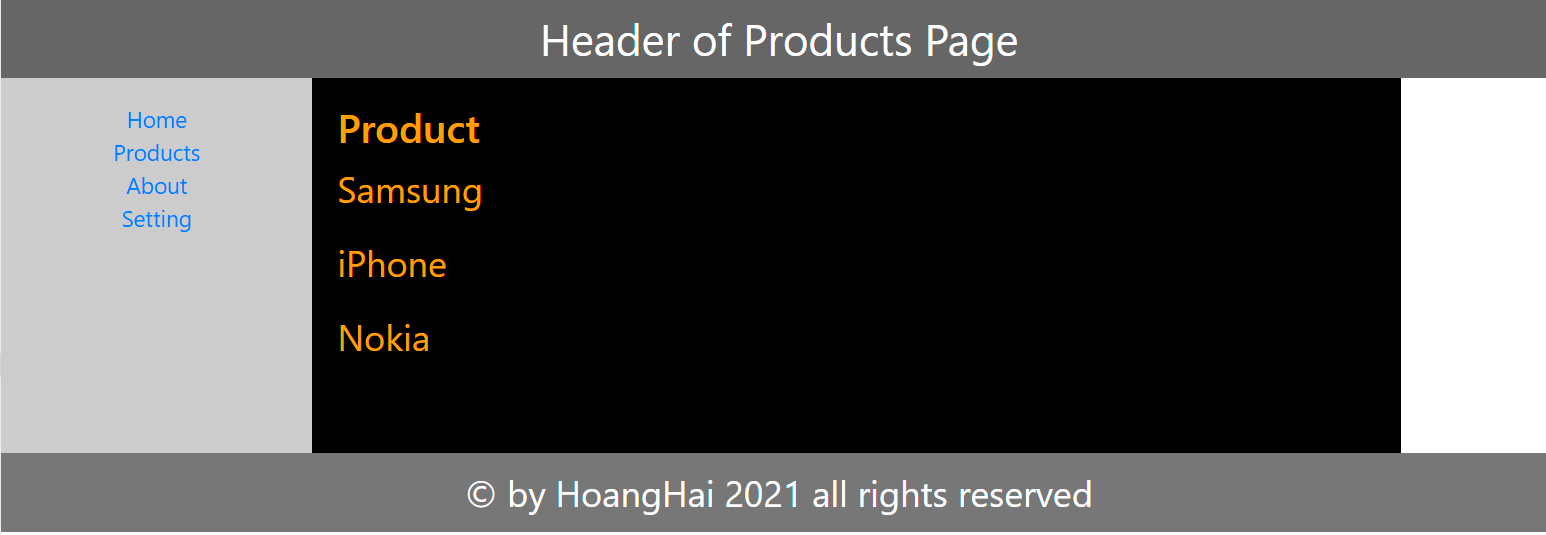 Header of Products Page
Home
Products
About
Setting
Product
Samsung
iPhone
Nokia
© by HoangHai 2021 all rights reserved